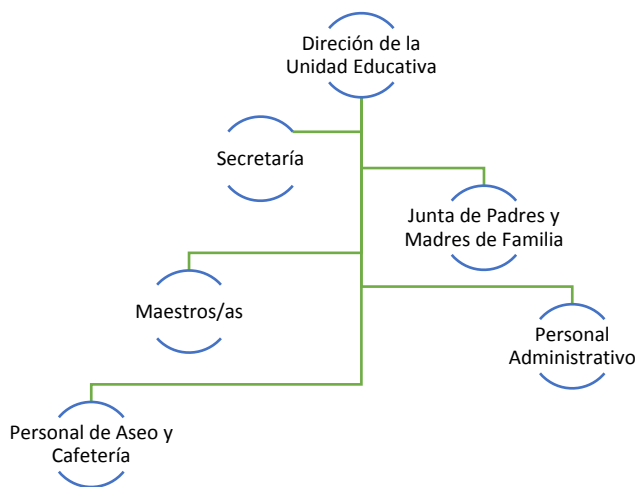 Direción de la
Unidad Educativa
Secretaría
Junta de Padres y
Madres de Familia
Maestros/as
Personal
Administrativo
Personal de Aseo y
Cafetería